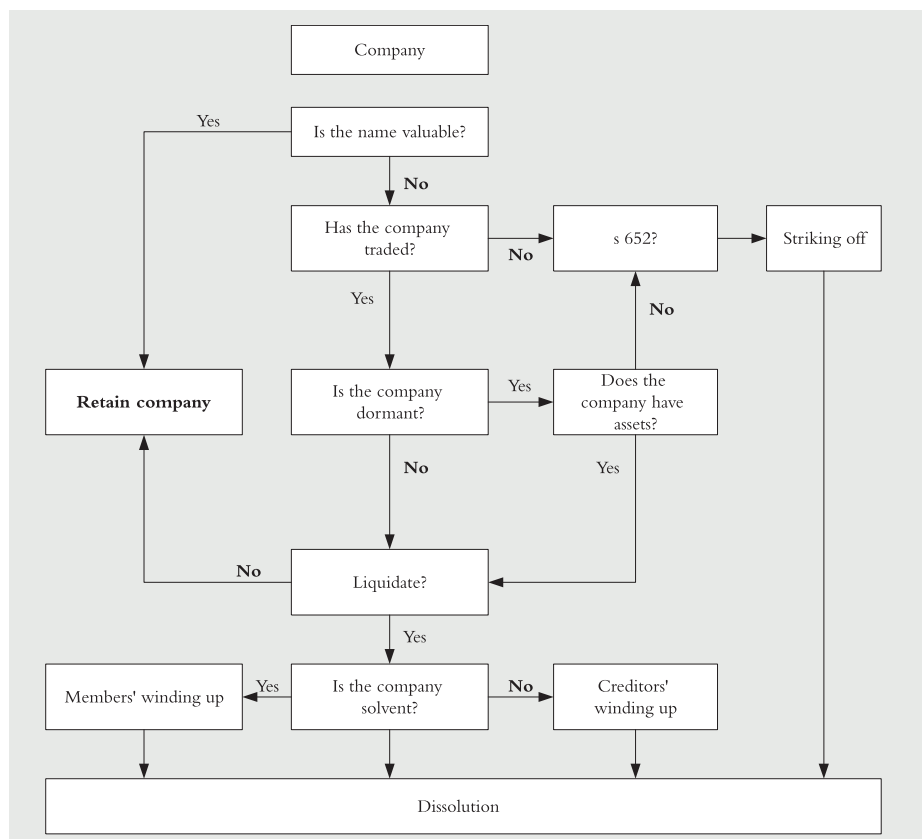 Company
Is the name valuable?
Yes
No
Has the company
traded?
No
s 652?
Striking off
Yes
No
Retain company
Is the company
dormant?
Yes
Does the
company have
assets?
No
Yes
Liquidate?
No
Yes
Members' winding up
Yes
Is the company
solvent?
No
Creditors'
winding up
Dissolution